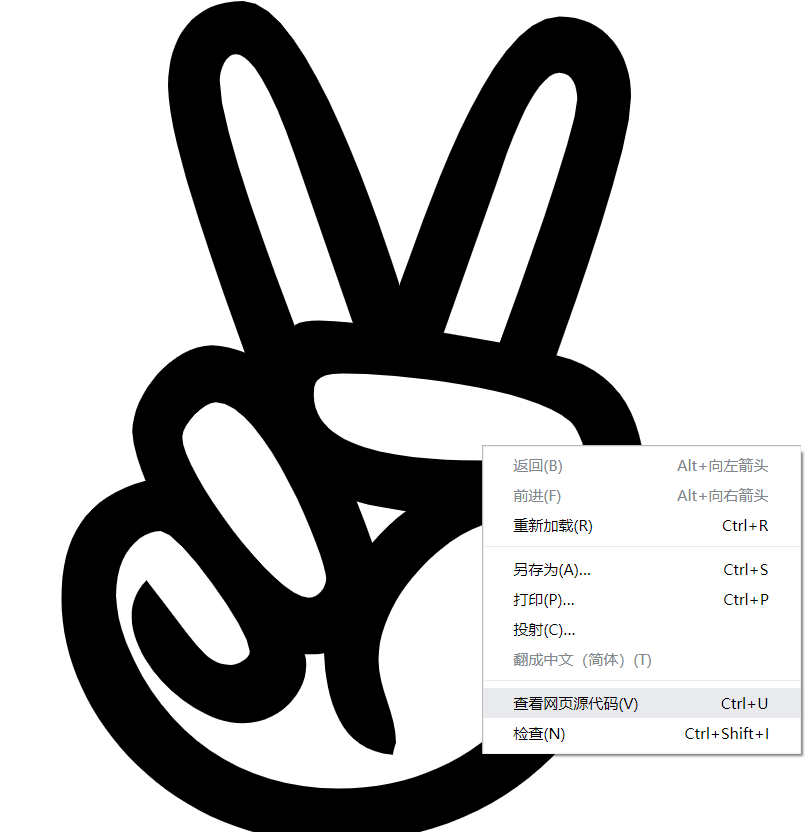 返回(B) Alt+向左箭头
前进(F) Alt+向右箭头
重新加载(R) Ctrl+R
另存为(A)... Ctrl+S
打印(P)... Ctrl+P
投射(C)...
翻成中文（简体）(T)
查看网页源代码(V) Ctrl+U
检查(N) Ctrl+Shift+I